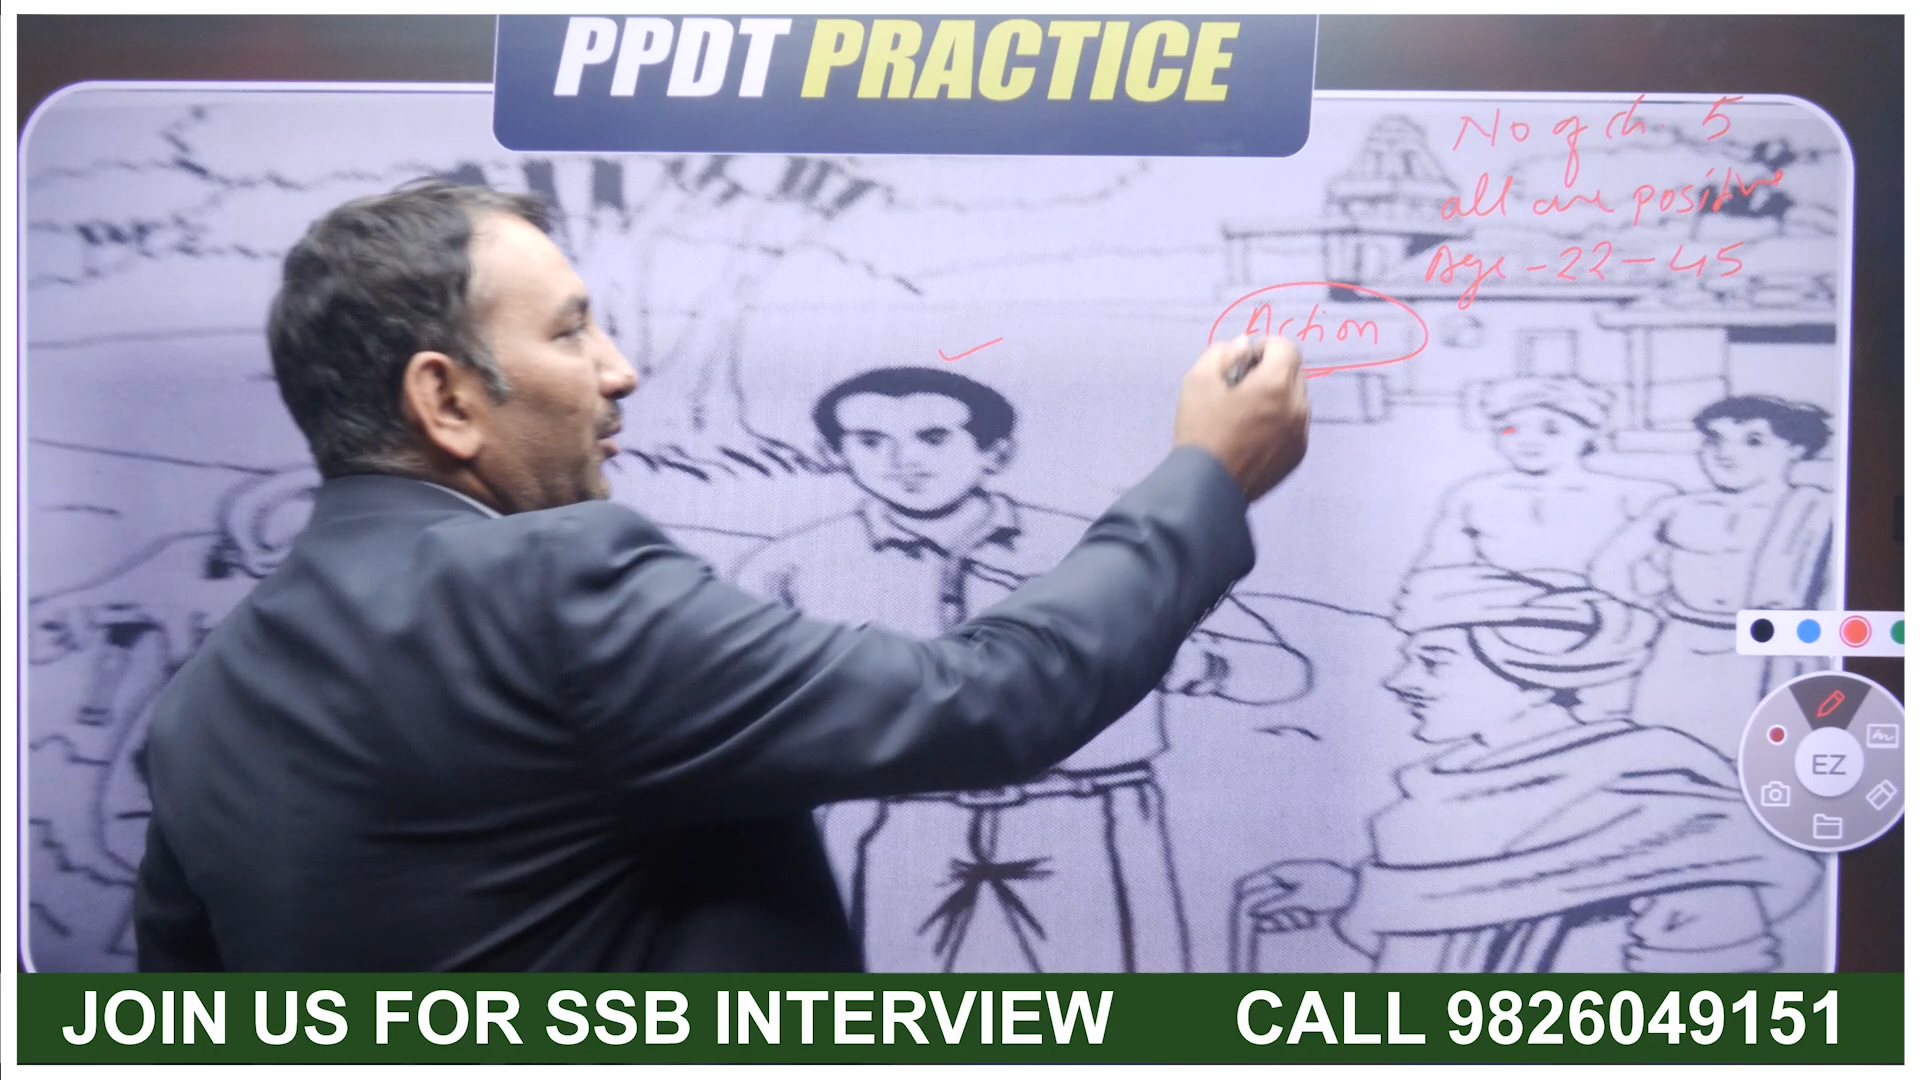 PPDT PRACTICE
No of ch 5
all are positive
Age - 22 - 45
Action
EZ
JOIN US FOR SSB INTERVIEW CALL 9826049151